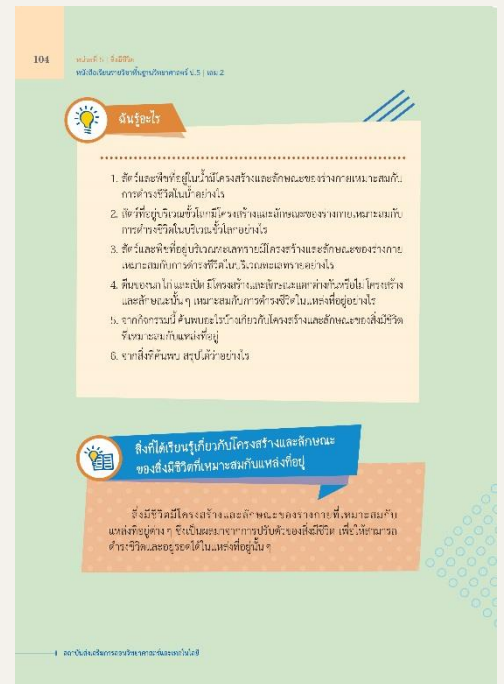 104
หน่วยที่ 5 | สิ่งมีชีวิต
หนังสือเรียนรายวิชาพื้นฐานวิทยาศาสตร์ ป.5 | เล่ม 2
ฉันรู้อะไร
1. สัตว์และพืชที่อยู่ในน้ำมีโครงสร้างและลักษณะของร่างกายเหมาะสมกับ
การดำรงชีวิตในน้ำอย่างไร
2. สัตว์ที่อยู่บริเวณขั้วโลกมีโครงสร้างและลักษณะของร่างกายเหมาะสมกับ
การดำรงชีวิตในบริเวณขั้วโลกอย่างไร
3. สัตว์และพืชที่อยู่บริเวณทะเลทรายมีโครงสร้างและลักษณะของร่างกาย
เหมาะสมกับการดำรงชีวิตในบริเวณทะเลทรายอย่างไร
4. ตีนของนก ไก่ และเป็ด มีโครงสร้างและลักษณะแตกต่างกันหรือไม่ โครงสร้าง
และลักษณะนั้น ๆ เหมาะสมกับการดำรงชีวิตในแหล่งที่อยู่อย่างไร
5. จากกิจกรรมนี้ ค้นพบอะไรบ้างเกี่ยวกับโครงสร้างและลักษณะของสิ่งมีชีวิต
ที่เหมาะสมกับแหล่งที่อยู่
6. จากสิ่งที่ค้นพบ สรุปได้ว่าอย่างไร
สิ่งที่ได้เรียนรู้เกี่ยวกับโครงสร้างและลักษณะ
ของสิ่งมีชีวิตที่เหมาะสมกับแหล่งที่อยู่
สิ่งมีชีวิตมีโครงสร้างและลักษณะของร่างกายที่เหมาะสมกับ
แหล่งที่อยู่ต่าง ๆ ซึ่งเป็นผลมาจากการปรับตัวของสิ่งมีชีวิต เพื่อให้สามารถ
ดำรงชีวิตและอยู่รอดได้ในแหล่งที่อยู่นั้น ๆ
สถาบันส่งเสริมการสอนวิทยาศาสตร์และเทคโนโลยี